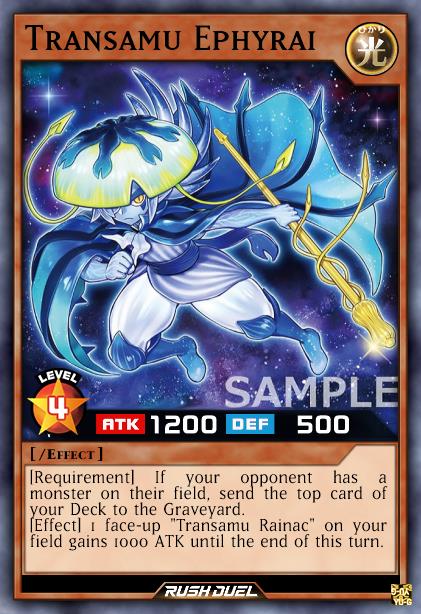 Transamu Ephyrai
ひかり
光
SAMPLE
LEVEL
4
ATK 1200 DEF 500
[/Effect]
[Requirement] If your opponent has a
monster on their field, send the top card of
your Deck to the Graveyard.
[Effect] 1 face-up "Transamu Rainac" on your
field gains 1000 ATK until the end of this turn.
RUSH DUEL